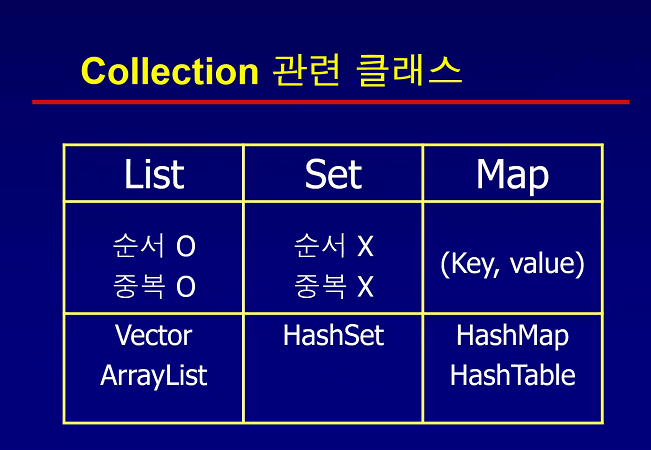 Collection 관련 클래스
List Set Map
순서 O 순서 X (Key, value)
중복 O 중복 X
Vector HashSet HashMap
ArrayList HashTable